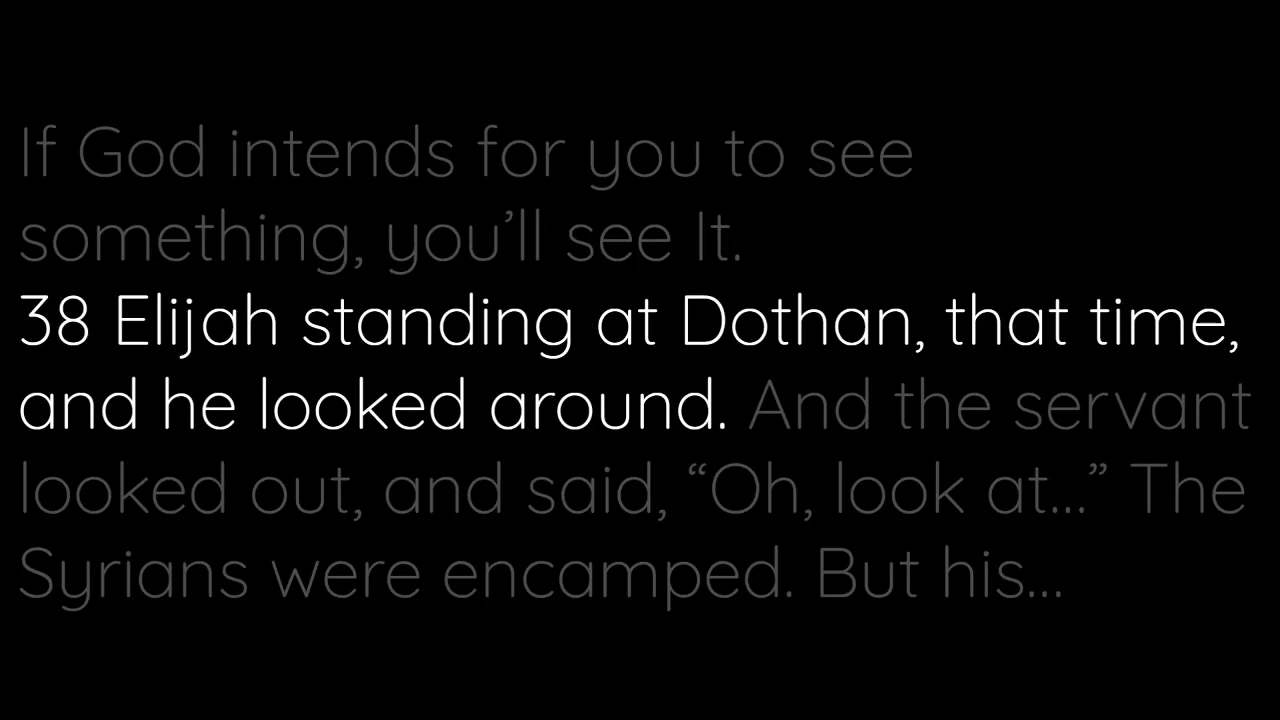 If God intends for you to see
something, you’ll see It.
38 Elijah standing at Dothan, that time,
and he looked around. And the servant
looked out, and said, “Oh, look at...” The
Syrians were encamped. But his...